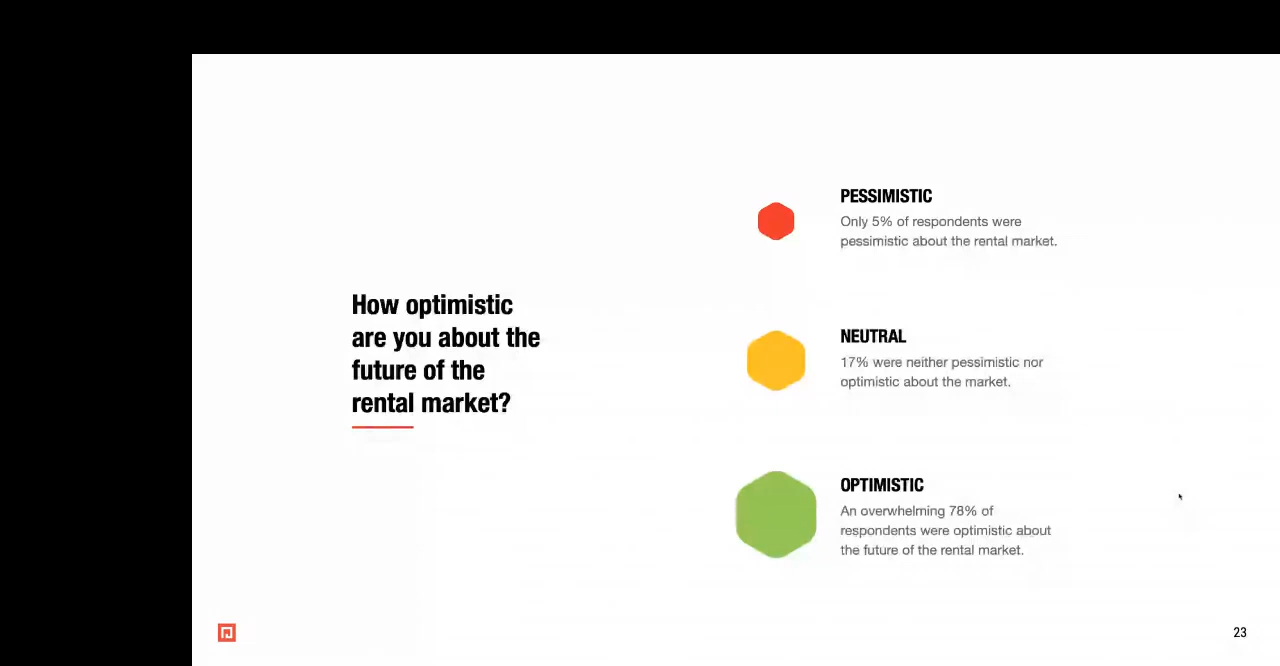 How optimistic
are you about the
future of the
rental market?
PESSIMISTIC
Only 5% of respondents were
pessimistic about the rental market.
NEUTRAL
17% were neither pessimistic nor
optimistic about the market.
OPTIMISTIC
An overwhelming 78% of
respondents were optimistic about
the future of the rental market.
23